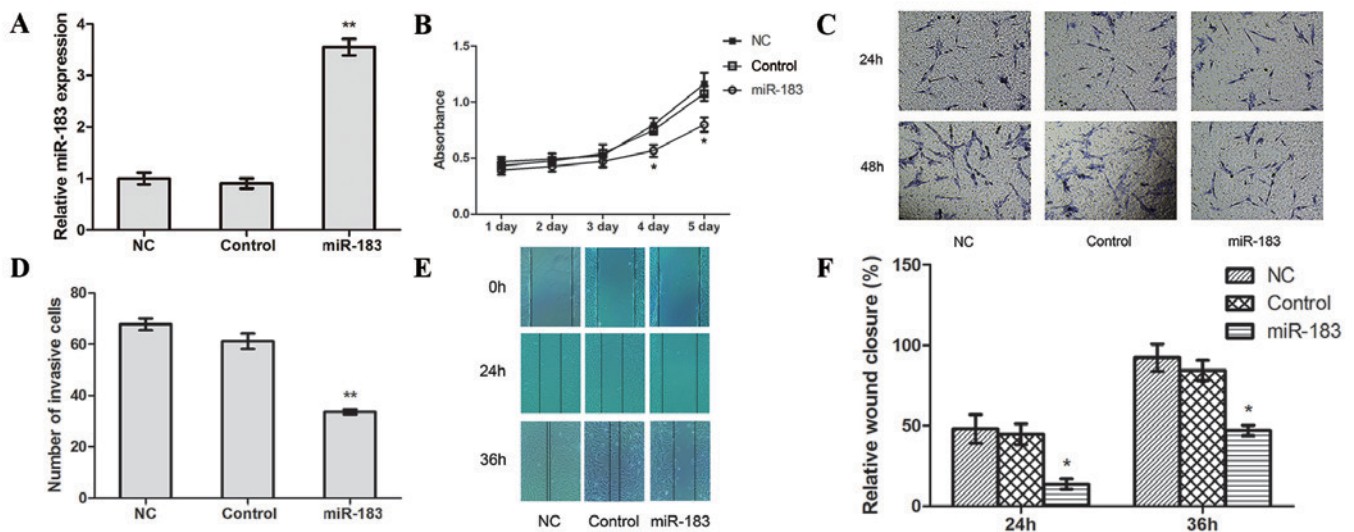 A
Relative miR-183 expression
4
3
2
1
0
**
NC Control miR-183
B
Absorbance
1.5
1.0
0.5
0.0
NC
Control
miR-183
*
*
1 day 2 day 3 day 4 day 5 day
C
24h
48h
NC Control miR-183
D
Number of invasive cells
80
60
40
20
0
**
NC Control miR-183
E
0h
24h
36h
NC Control miR-183
F
Relative wound closure (%)
150
100
50
0
NC
Control
miR-183
*
*
24h 36h